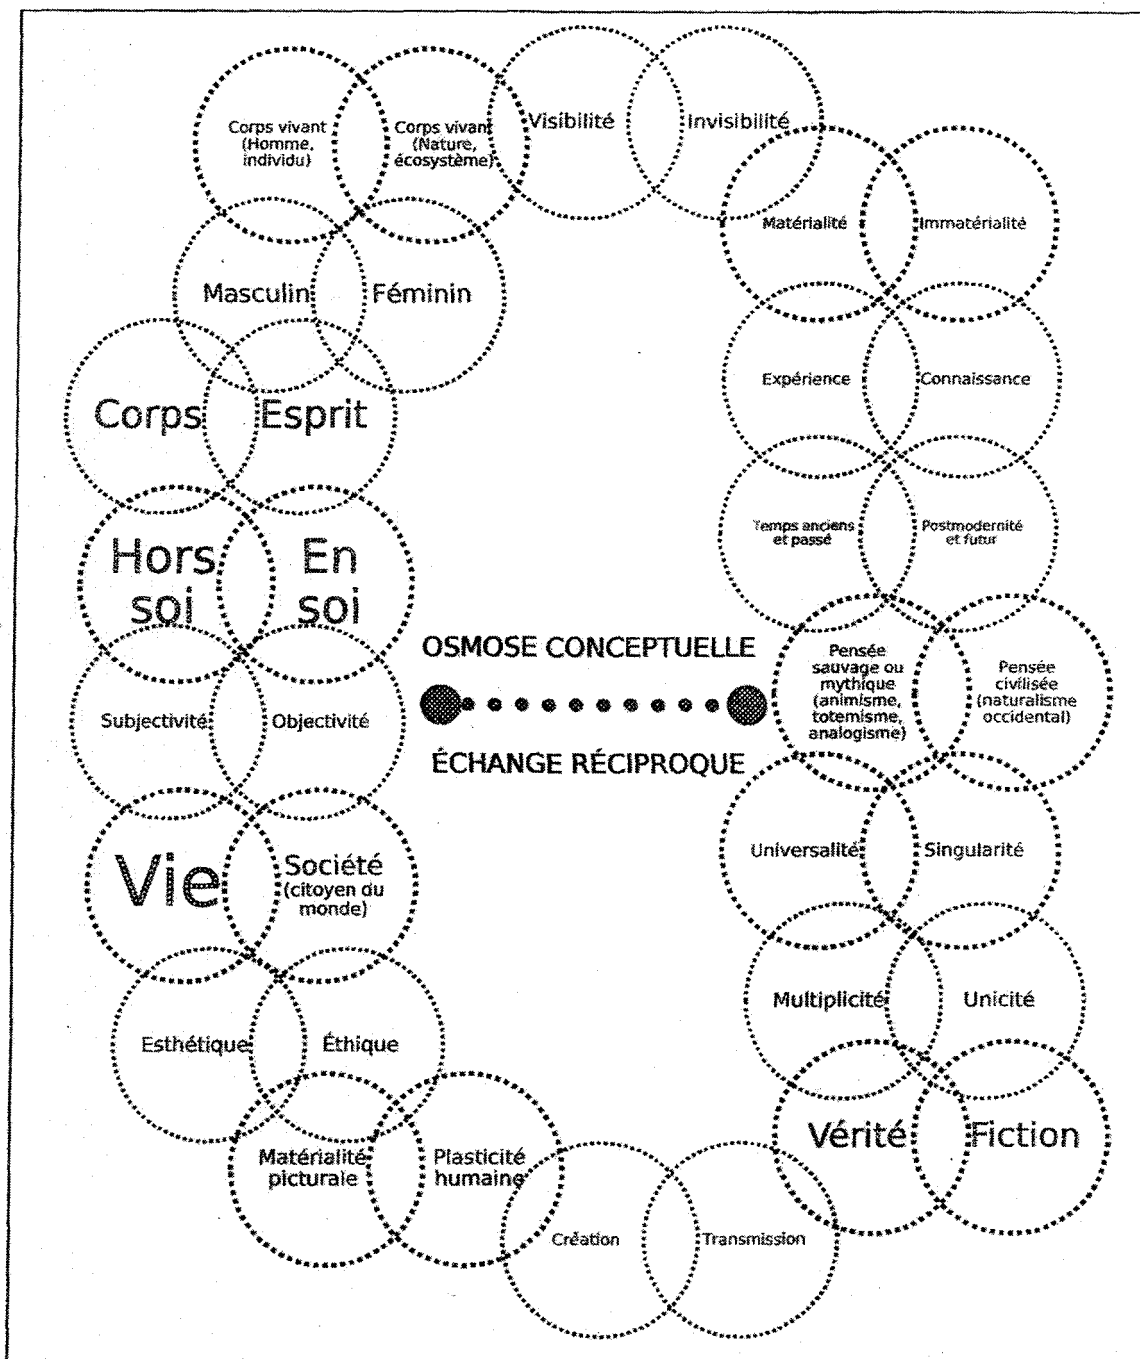 Corps vivant
(Homme,
individu)
Corps vivant
(Nature,
écosystème)
Visibilité
Invisibilité
Matérialité
Immatérialité
Masculin
Féminin
Expérience
Connaissance
Corps
Esprit
Temps anciens
et passé
Postmodernité
et futur
Hors
soi
En
soi
OSMOSE CONCEPTUELLE
ÉCHANGE RÉCIPROQUE
Pensée
sauvage ou
mythique
(animisme,
totemisme,
analogisme)
Pensée
civilisée
(naturalisme
occidental)
Subjectivité
Objectivité
Universalité
Singularité
Vie
Société
(citoyen du
monde)
Multiplicité
Unicité
Esthétique
Éthique
Vérité
Fiction
Matérialité
picturale
Plasticité
humaine
Création
Transmission